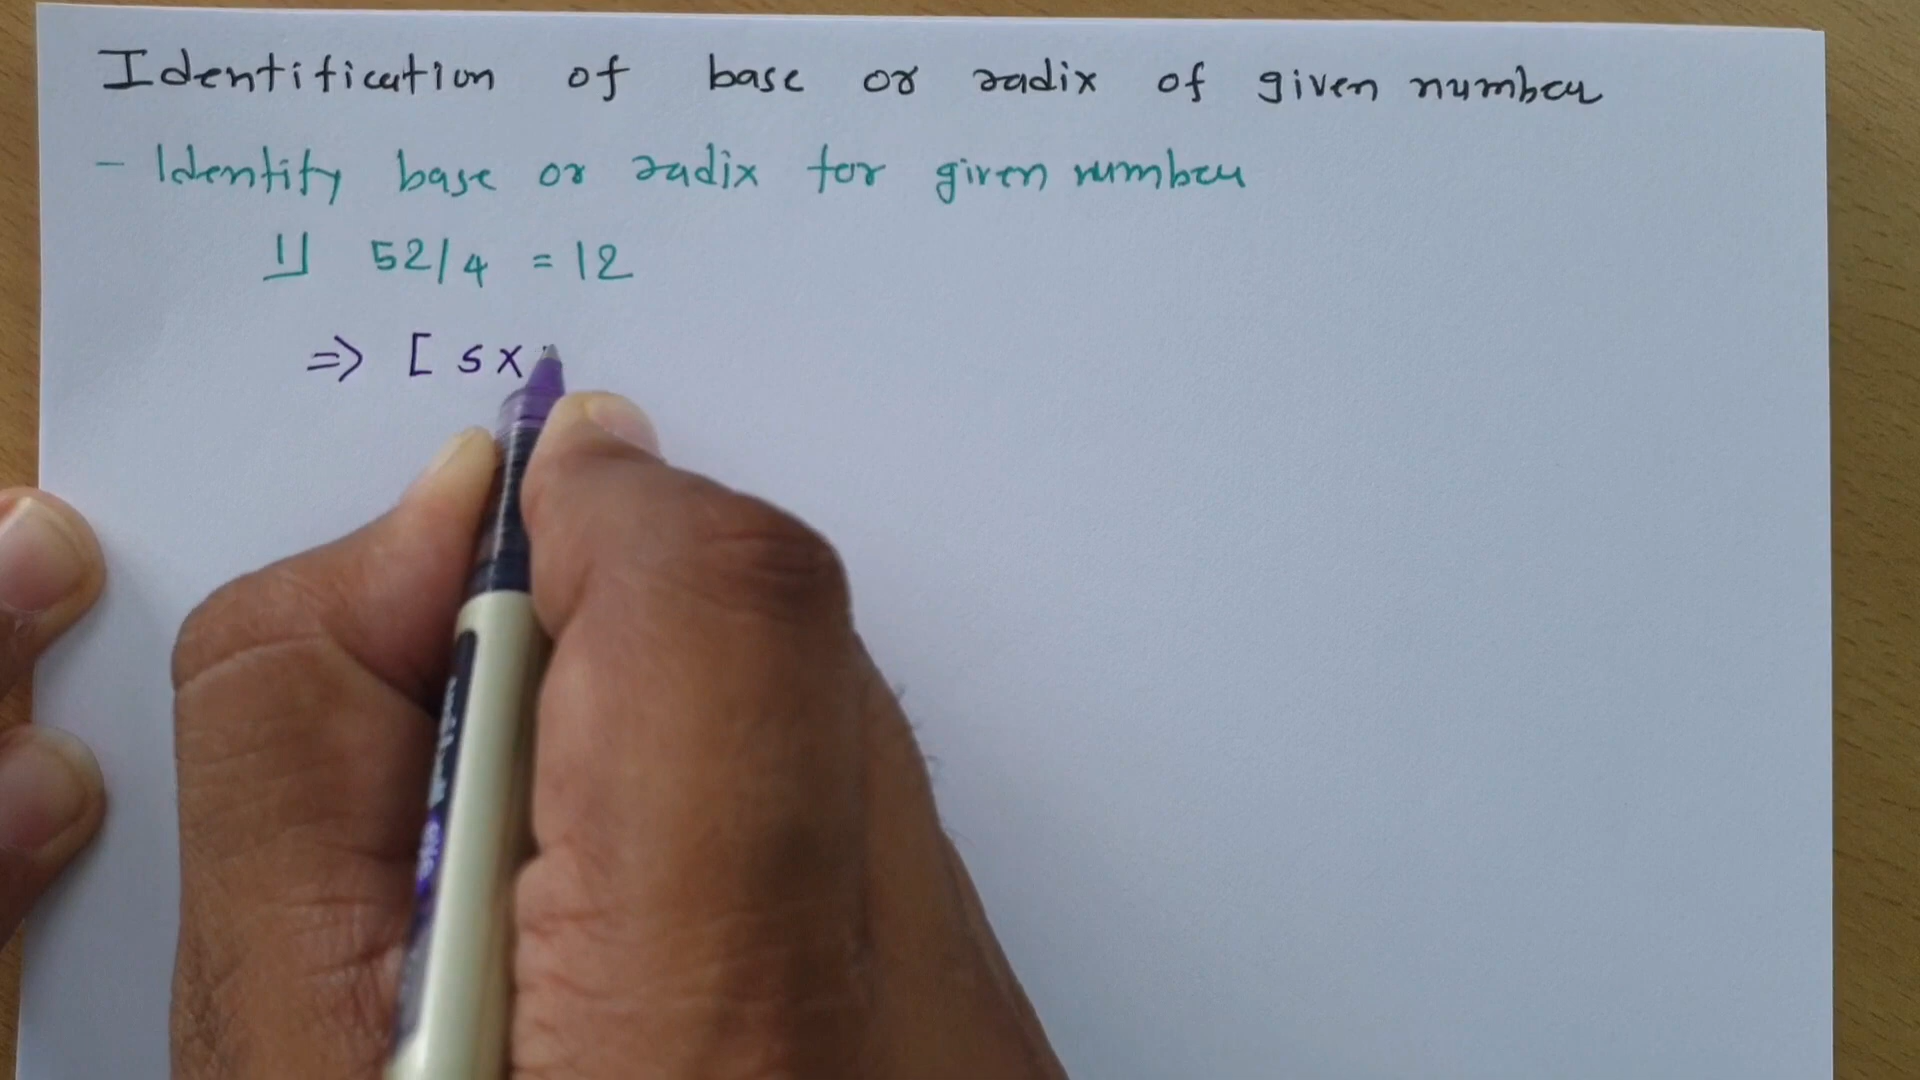 Identification of base or radix of given number
- Identify base or radix for given number
1) 52/4 = 12
=> [ 5 x